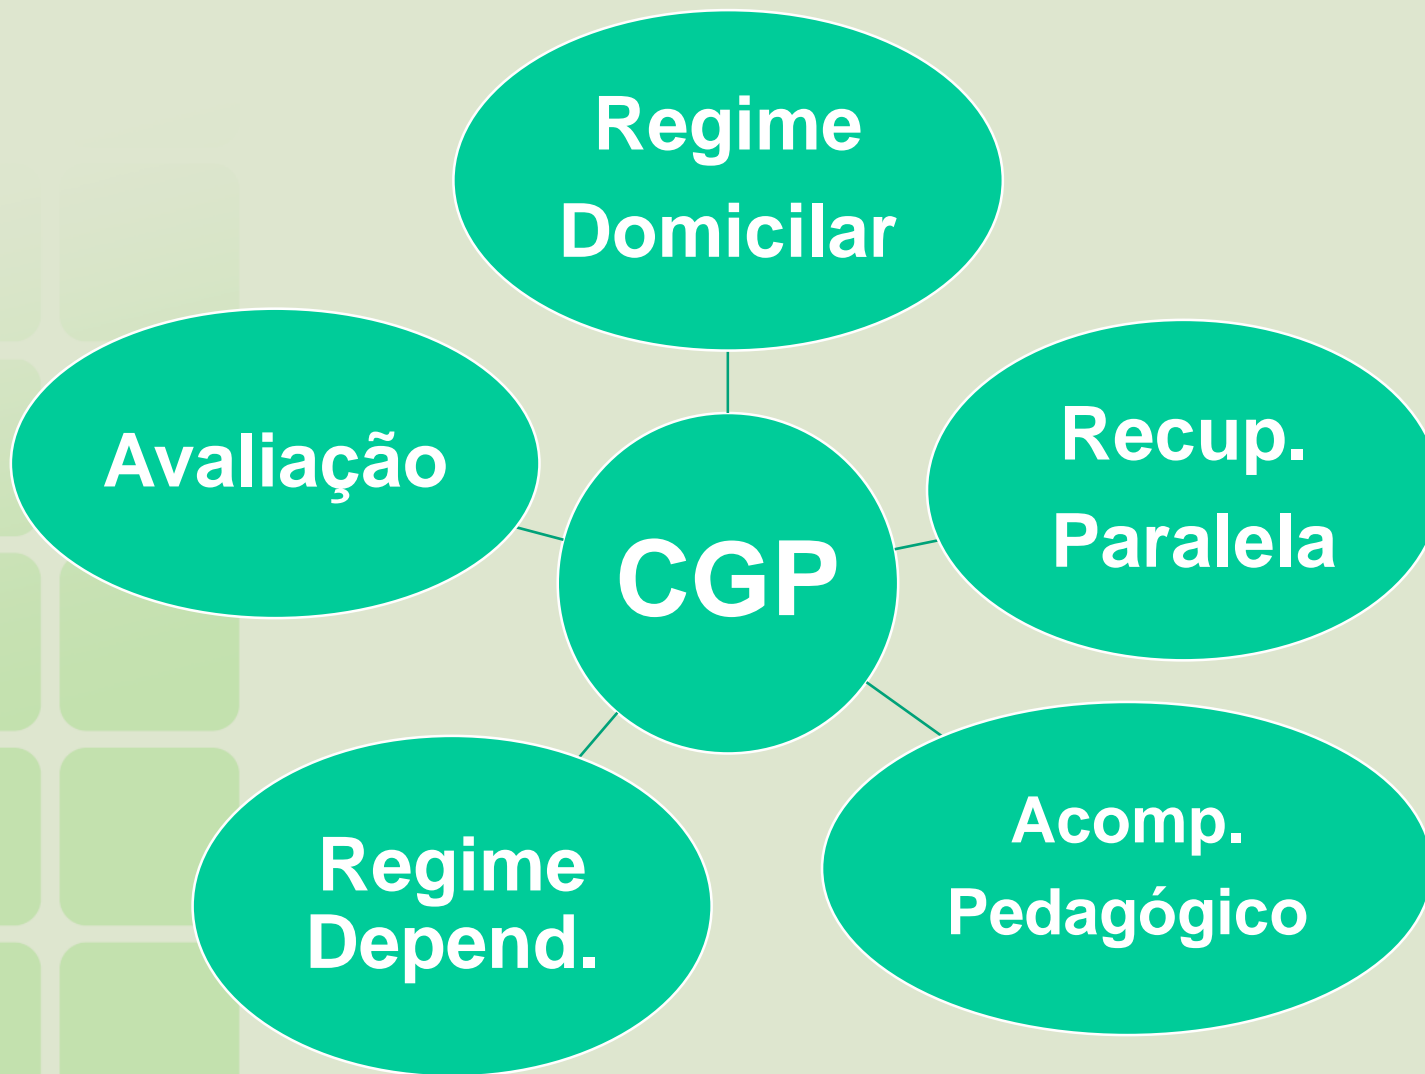 Regime
Domicilar
Avaliação
Recup.
Paralela
CGP
Regime
Depend.
Acomp.
Pedagógico